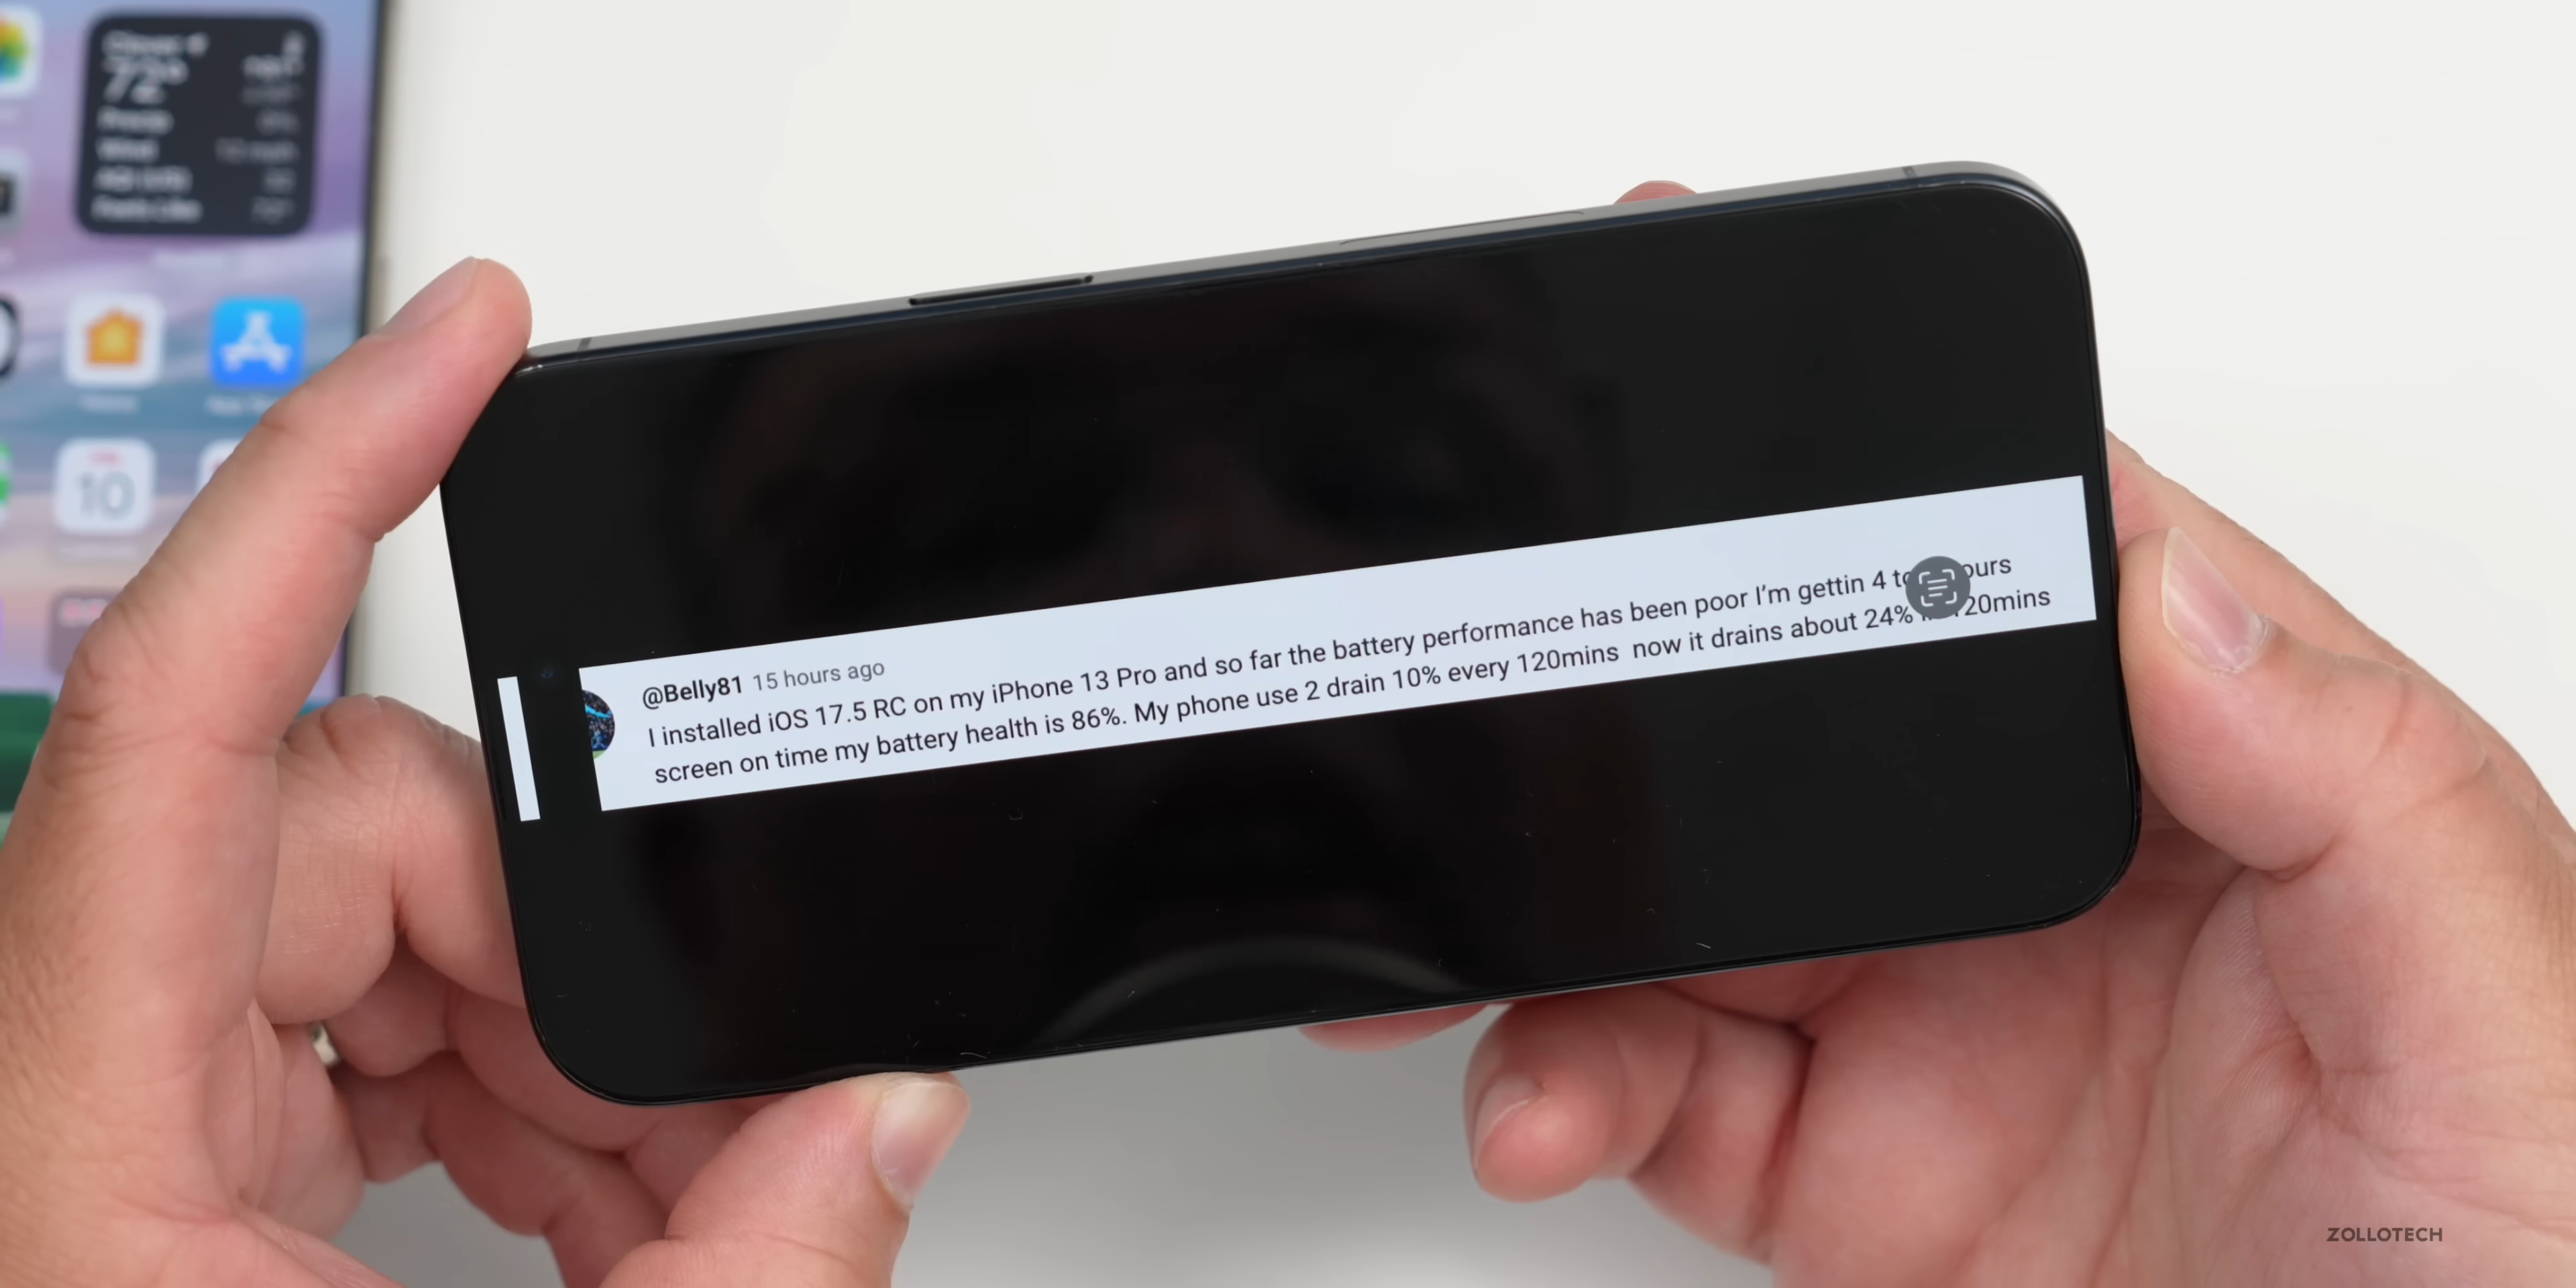 72°
10
@Belly81 15 hours ago
I installed iOS 17.5 RC on my iPhone 13 Pro and so far the battery performance has been poor I’m gettin 4
screen on time my battery health is 86%. My phone use 2 drain 10% every 120mins now it drains about 24%
ZOLLOTECH